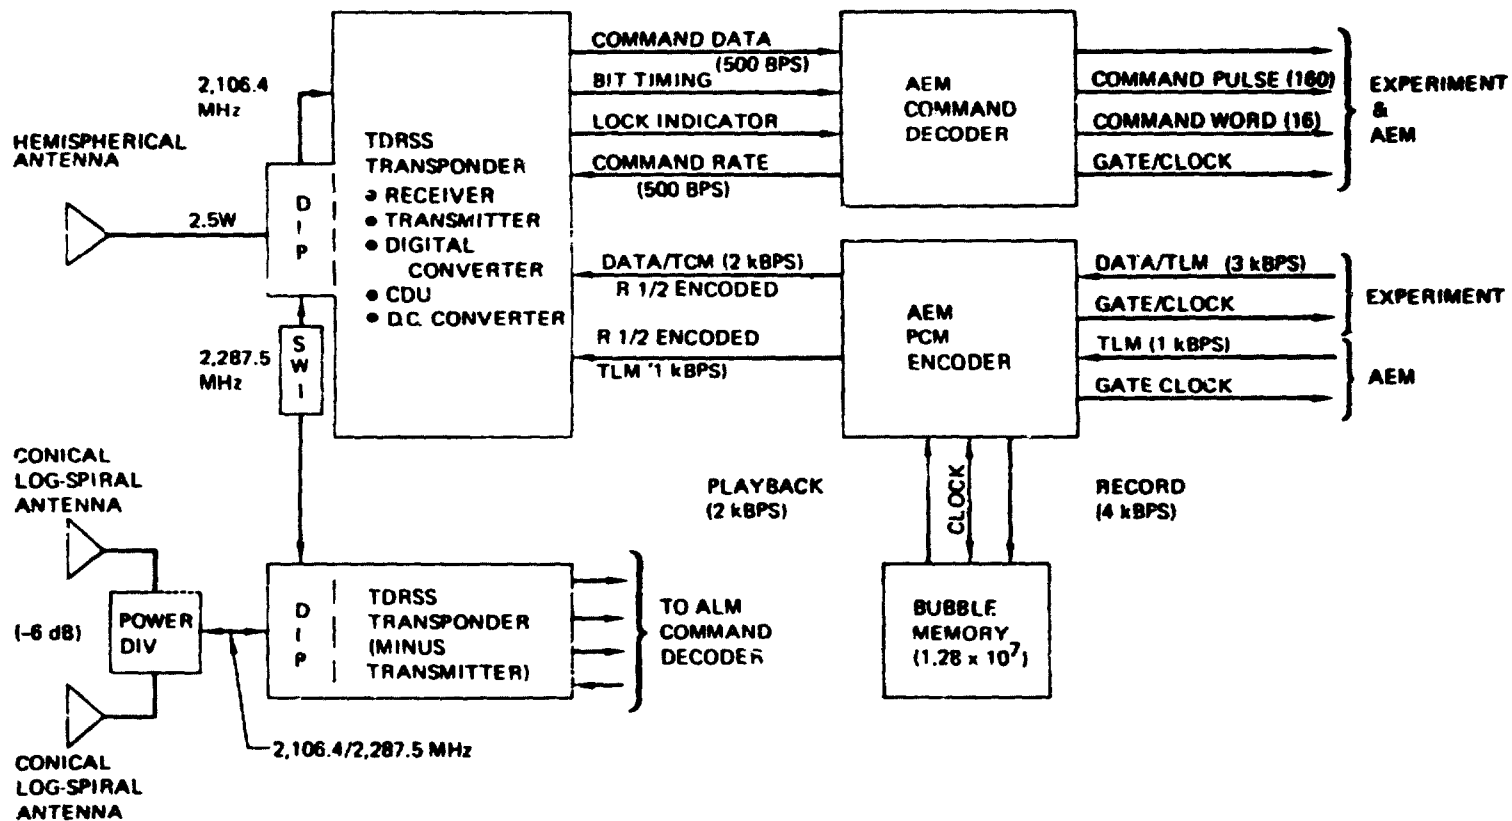 HEMISPHERICAL
ANTENNA
2,106.4
MHz
2.5W
D
I
P
TDRSS
TRANSPONDER
● RECEIVER
● TRANSMITTER
● DIGITAL
CONVERTER
● CDU
● D.C. CONVERTER
COMMAND DATA
(500 BPS)
BIT TIMING
LOCK INDICATOR
COMMAND RATE
(500 BPS)
AEM
COMMAND
DECODER
COMMAND PULSE (160)
COMMAND WORD (16)
GATE/CLOCK
EXPERIMENT
&
AEM
DATA/TCM (2 kBPS)
R 1/2 ENCODED
R 1/2 ENCODED
TLM '1 kBPS)
AEM
PCM
ENCODER
DATA/TLM (3 kBPS)
GATE/CLOCK
TLM (1 kBPS)
GATE CLOCK
EXPERIMENT
AEM
2,287.5
MHz
S
W
I
CONICAL
LOG-SPIRAL
ANTENNA
(-6 dB)
POWER
DIV
CONICAL
LOG-SPIRAL
ANTENNA
D
I
P
TDRSS
TRANSPONDER
(MINUS
TRANSMITTER)
TO ALM
COMMAND
DECODER
2,106.4/2,287.5 MHz
PLAYBACK
(2 kBPS)
CLOCK
RECORD
(4 kBPS)
BUBBLE
MEMORY
(1.28 x 10⁷)